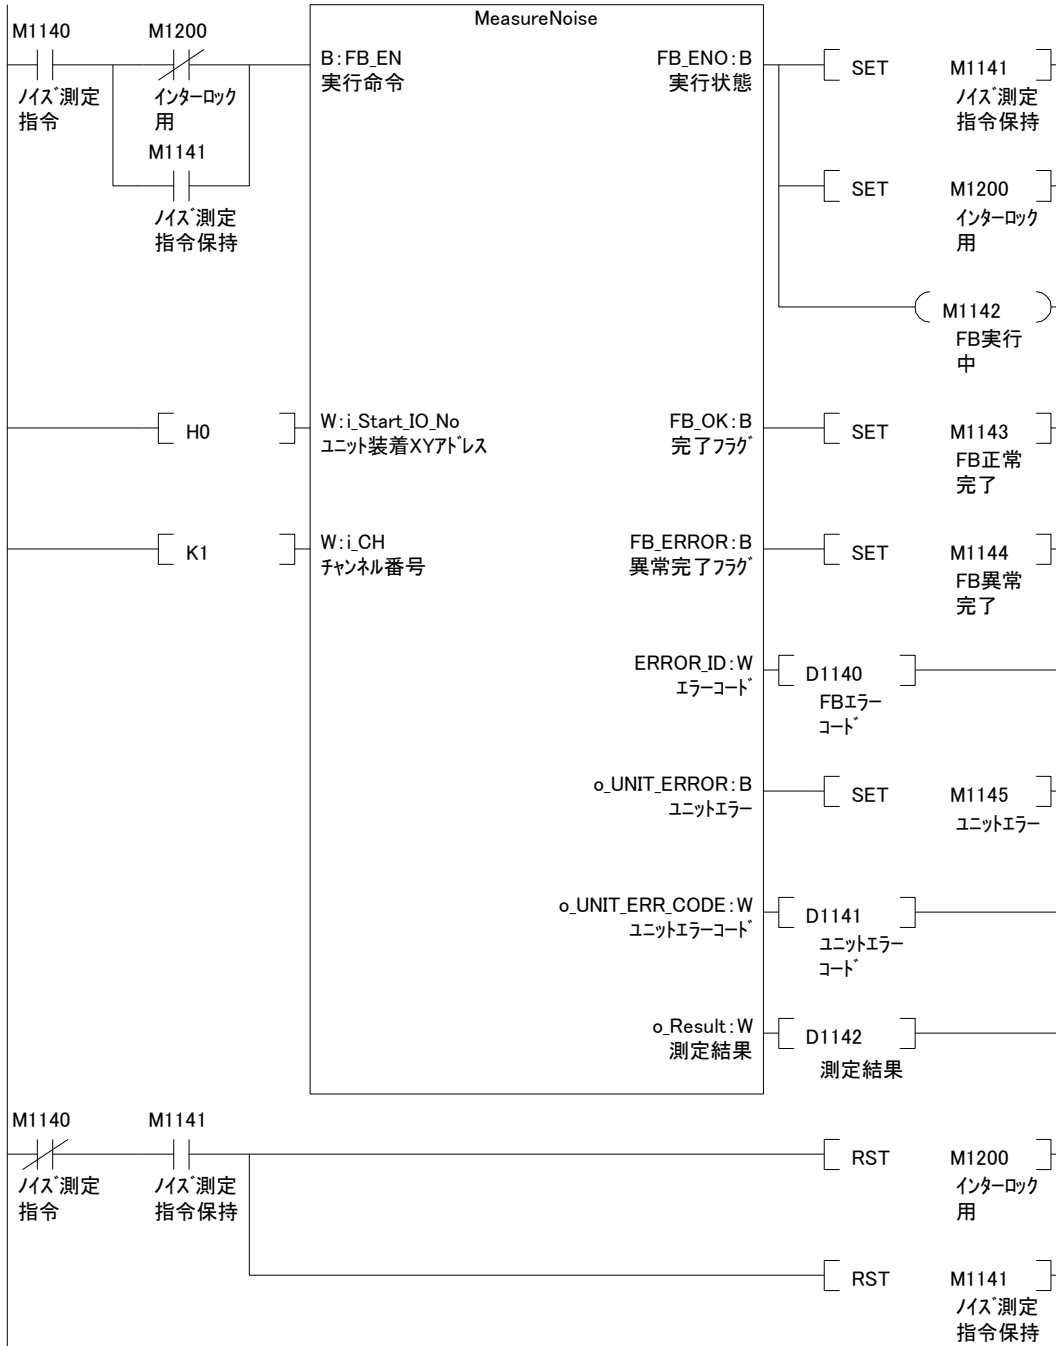 MeasureNoise
M1140
M1200
B:FB_EN
実行命令
FB_ENO:B
実行状態
SET M1141
ノイズ測定
指令保持
ノイズ測定
指令
インターロック
用
M1141
ノイズ測定
指令保持
SET M1200
インターロック
用
M1142
FB実行
中
H0
W:i_Start_IO_No
ユニット装着XYアドレス
FB_OK:B
完了フラグ
SET M1143
FB正常
完了
K1
W:i_CH
チャンネル番号
FB_ERROR:B
異常完了フラグ
SET M1144
FB異常
完了
ERROR_ID:W
エラーコード
D1140
FBエラー
コード
o_UNIT_ERROR:B
ユニットエラー
SET M1145
ユニットエラー
o_UNIT_ERR_CODE:W
ユニットエラーコード
D1141
ユニットエラー
コード
o_Result:W
測定結果
D1142
測定結果
M1140
M1141
ノイズ測定
指令
ノイズ測定
指令保持
RST M1200
インターロック
用
RST M1141
ノイズ測定
指令保持